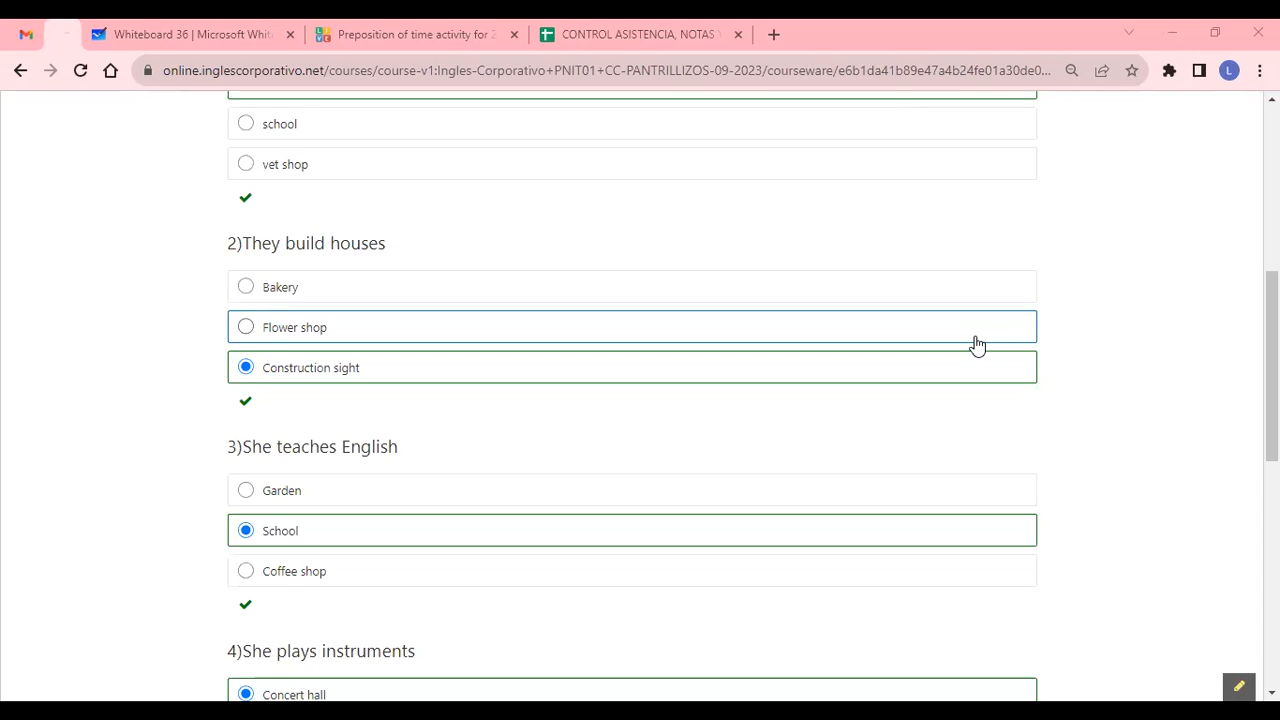 Whiteboard 36 | Microsoft Whit
Preposition of time activity for 2
CONTROL ASISTENCIA, NOTAS Y
online.inglescorporativo.net/courses/course-v1:Ingles-Corporativo+PNIT01+CC-PANTRILLIZOS-09-2023/courseware/e6b1da41b89e47a4b24fe01a30de0...
L
school
vet shop
2)They build houses
Bakery
Flower shop
Construction sight
3)She teaches English
Garden
School
Coffee shop
4)She plays instruments
Concert hall